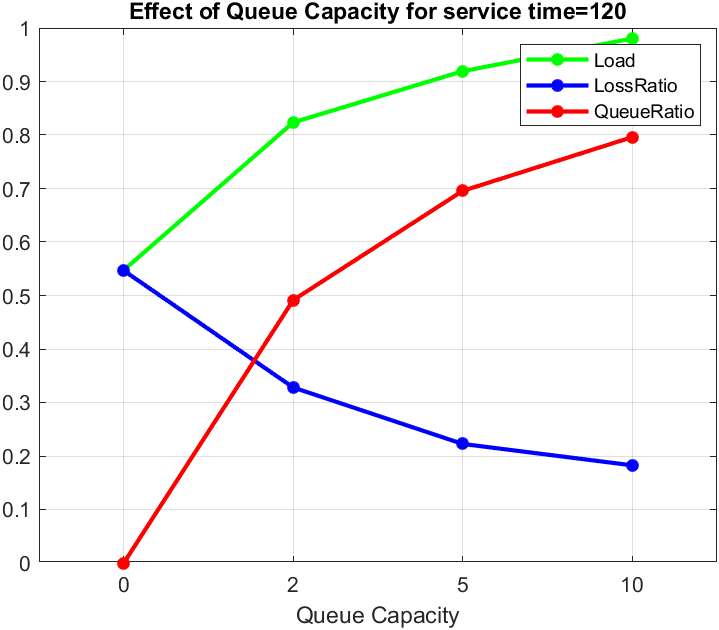 Effect of Queue Capacity for service time=120
1
0.9
0.8
0.7
0.6
0.5
0.4
0.3
0.2
0.1
0
Load
LossRatio
QueueRatio
0 2 5 10
Queue Capacity